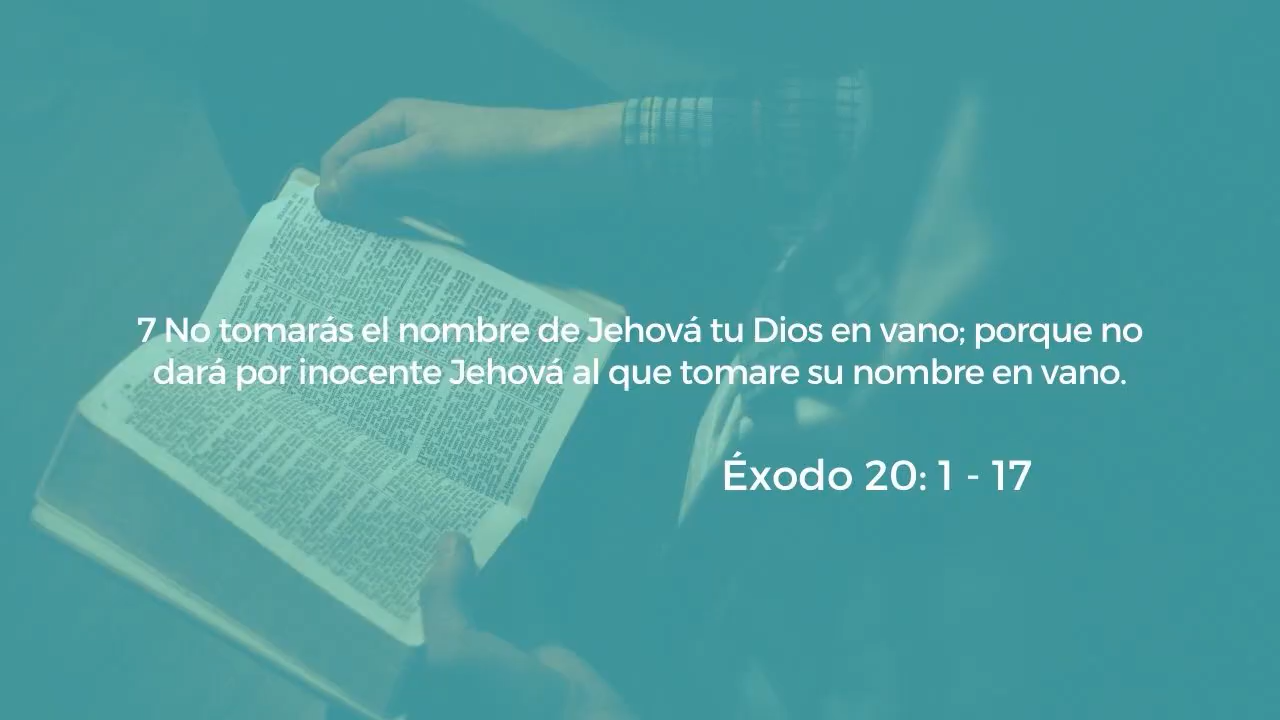 7 No tomarás el nombre de Jehová tu Dios en vano; porque no
dará por inocente Jehová al que tomare su nombre en vano.
Éxodo 20: 1 - 17